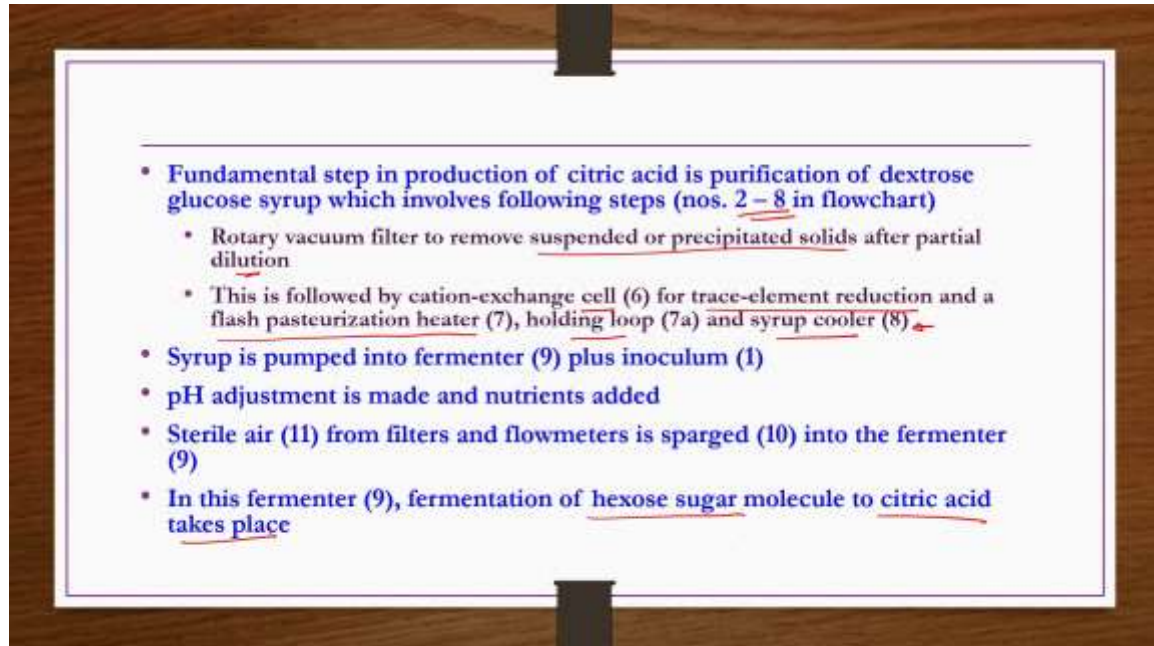 • Fundamental step in production of citric acid is purification of dextrose
glucose syrup which involves following steps (nos. 2 – 8 in flowchart)
• Rotary vacuum filter to remove suspended or precipitated solids after partial
dilution
• This is followed by cation-exchange cell (6) for trace-element reduction and a
flash pasteurization heater (7), holding loop (7a) and syrup cooler (8)
• Syrup is pumped into fermenter (9) plus inoculum (1)
• pH adjustment is made and nutrients added
• Sterile air (11) from filters and flowmeters is sparged (10) into the fermenter
(9)
• In this fermenter (9), fermentation of hexose sugar molecule to citric acid
takes place